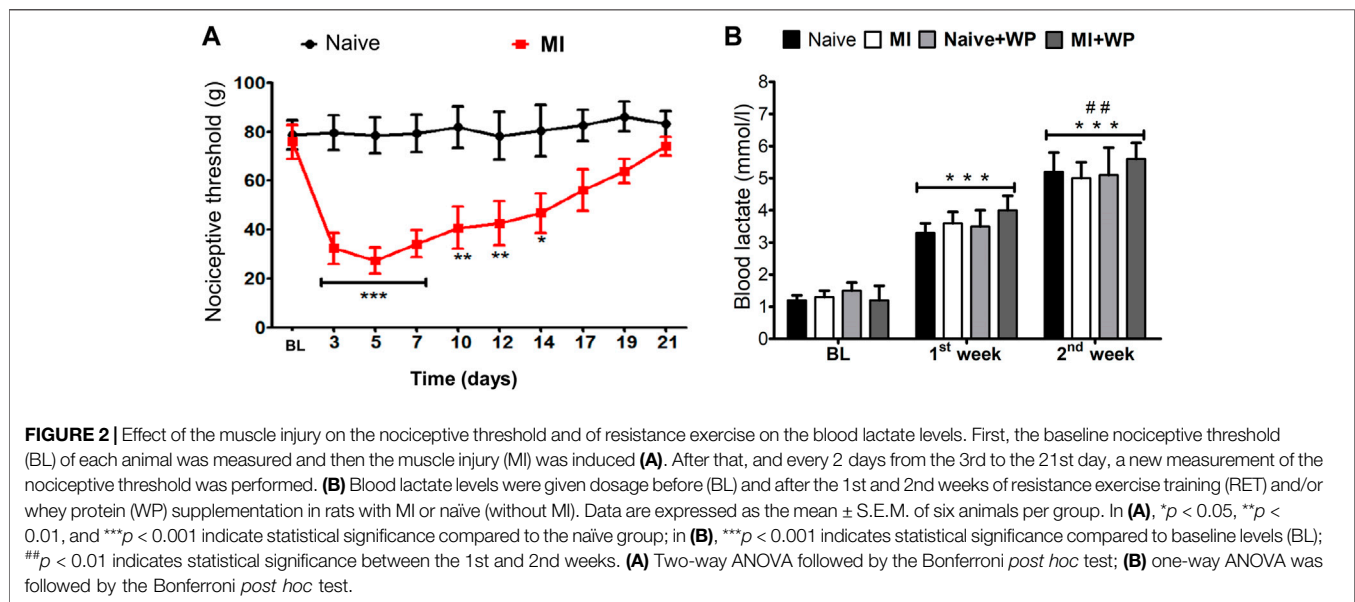 A
Naive
MI
Nociceptive threshold (g)
100
80
60
40
20
0
BL 3 5 7 10 12 14 17 19 21
***
**
**
*
Time (days)
B
Naive MI Naive+WP MI+WP
Blood lactate (mmol/l)
8
7
6
5
4
3
2
1
0
* * *
# #
* * *
BL 1st week 2nd week
FIGURE 2 | Effect of the muscle injury on the nociceptive threshold and of resistance exercise on the blood lactate levels. First, the baseline nociceptive threshold
(BL) of each animal was measured and then the muscle injury (MI) was induced (A). After that, and every 2 days from the 3rd to the 21st day, a new measurement of the
nociceptive threshold was performed. (B) Blood lactate levels were given dosage before (BL) and after the 1st and 2nd weeks of resistance exercise training (RET) and/or
whey protein (WP) supplementation in rats with MI or naïve (without MI). Data are expressed as the mean ± S.E.M. of six animals per group. In (A), *p < 0.05, **p <
0.01, and ***p < 0.001 indicate statistical significance compared to the naïve group; in (B), ***p < 0.001 indicates statistical significance compared to baseline levels (BL);
##p < 0.01 indicates statistical significance between the 1st and 2nd weeks. (A) Two-way ANOVA followed by the Bonferroni post hoc test; (B) one-way ANOVA was
followed by the Bonferroni post hoc test.